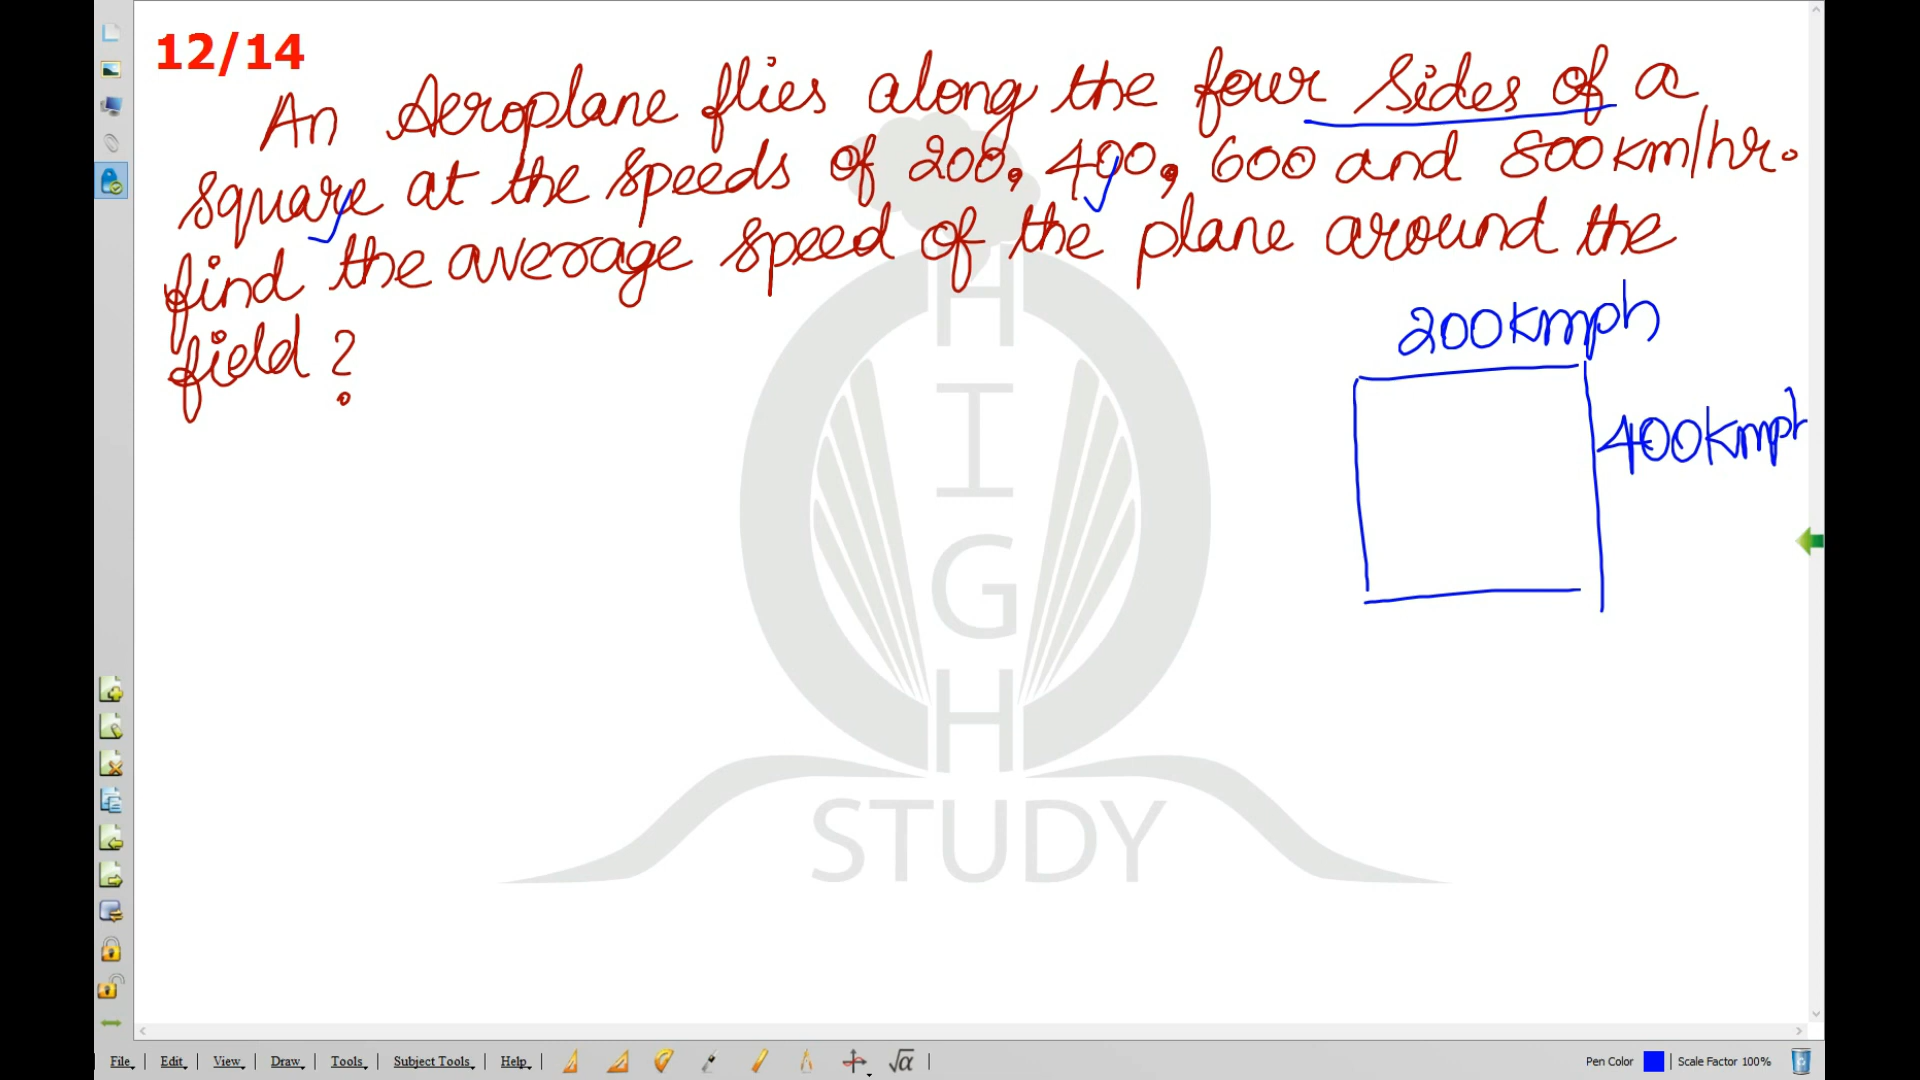 12/14
An Aeroplane flies along the four sides of a
square at the speeds of 200, 400, 600 and 800km/hr.
find the average speed of the plane around the
field?
200kmph
400kmph
HIGH
STUDY
File Edit View Draw Tools Subject Tools Help Pen Color Scale Factor 100%